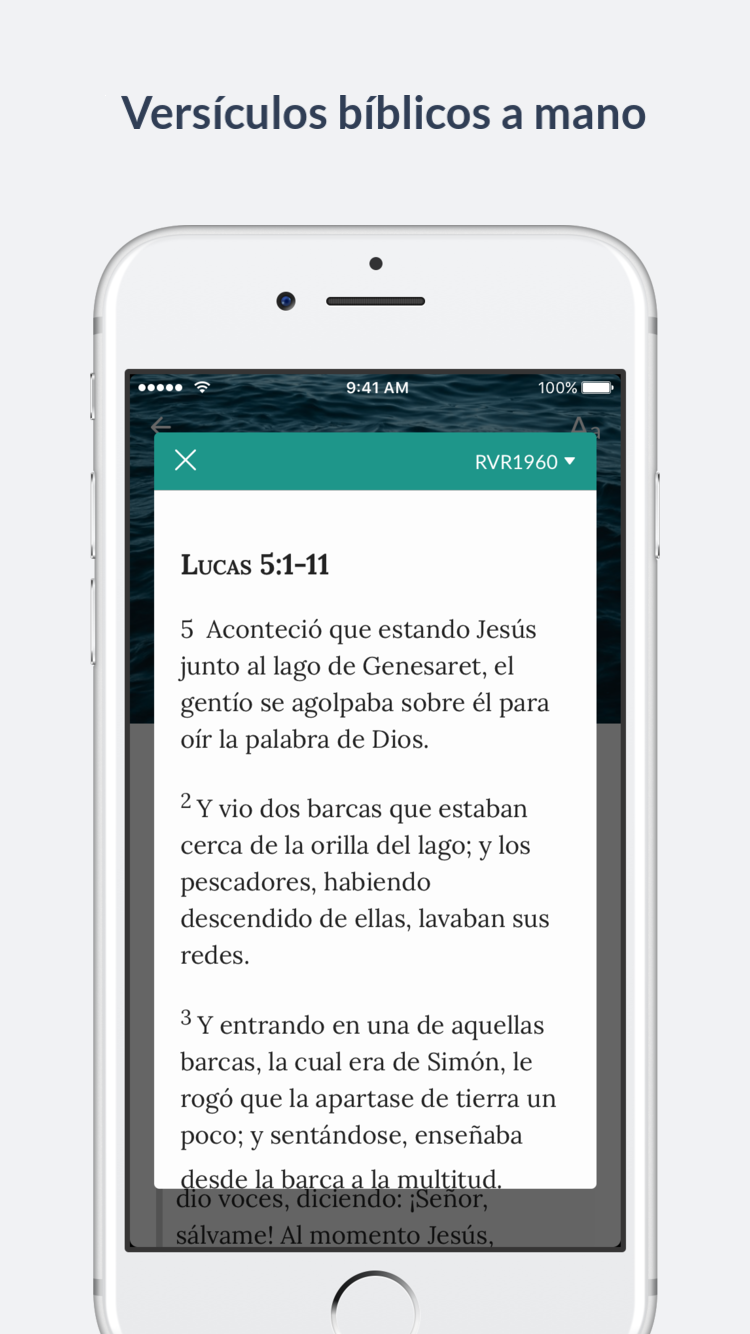 Versículos bíblicos a mano
9:41 AM
100%
Aa
RVR1960
LUCAS 5:1-11
5 Aconteció que estando Jesús
junto al lago de Genesaret, el
gentío se agolpaba sobre él para
oír la palabra de Dios.
2 Y vio dos barcas que estaban
cerca de la orilla del lago; y los
pescadores, habiendo
descendido de ellas, lavaban sus
redes.
3 Y entrando en una de aquellas
barcas, la cual era de Simón, le
rogó que la apartase de tierra un
poco; y sentándose, enseñaba
desde la barca a la multitud.
dio voces, diciendo: ¡Señor,
sálvame! Al momento Jesús,